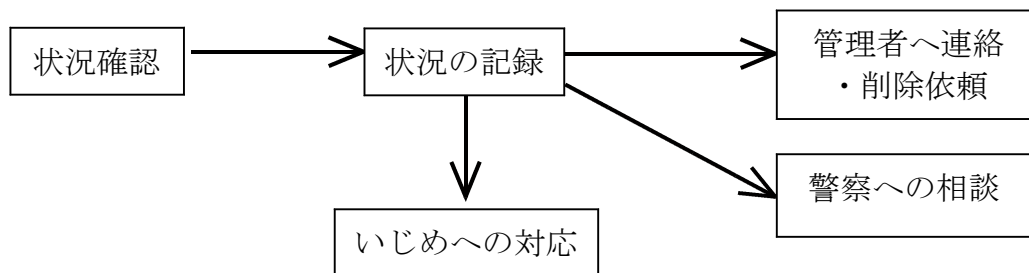 状況確認
状況の記録
管理者へ連絡
・削除依頼
警察への相談
いじめへの対応